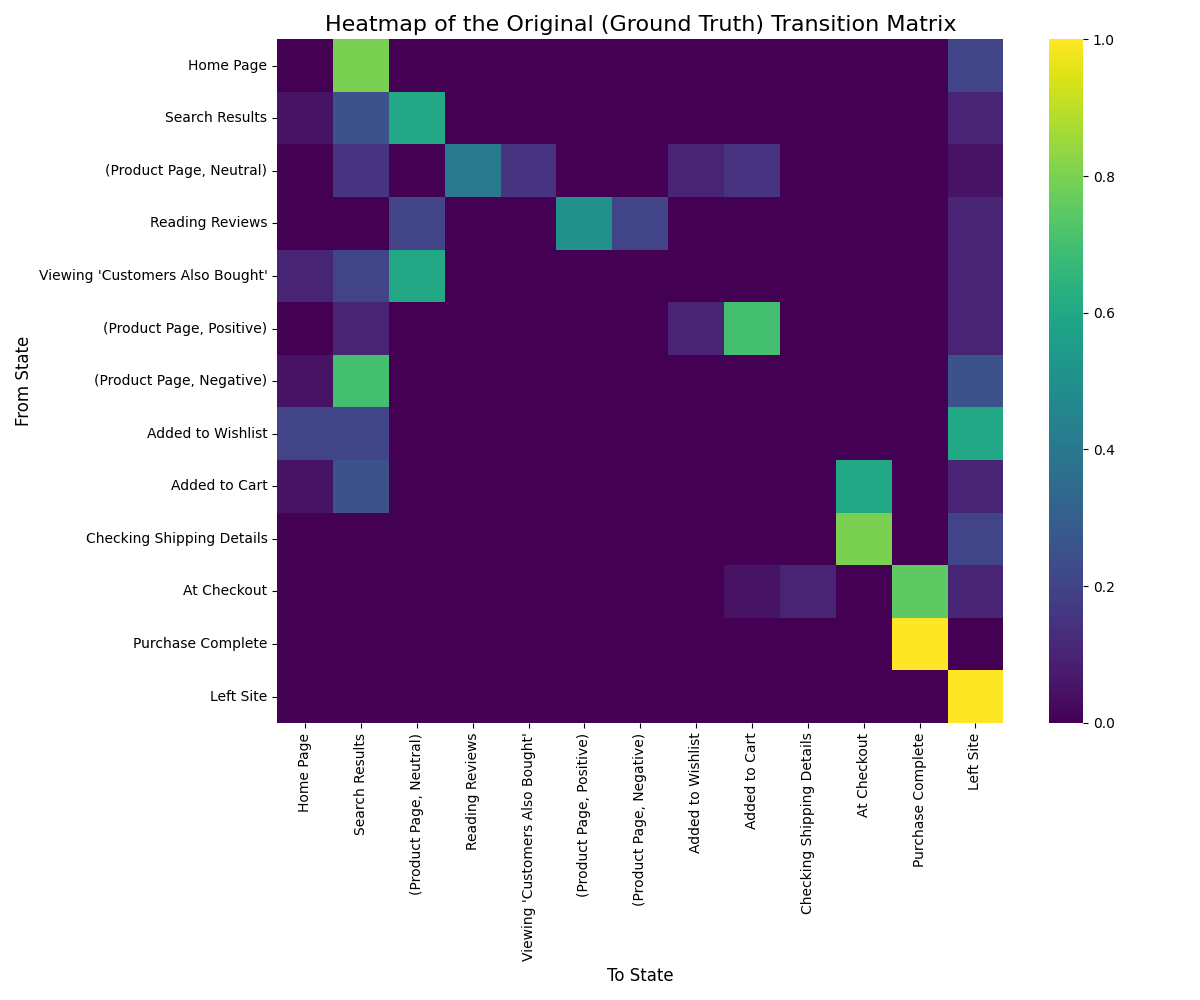 Heatmap of the Original (Ground Truth) Transition Matrix
From State
Home Page
Search Results
(Product Page, Neutral)
Reading Reviews
Viewing 'Customers Also Bought'
(Product Page, Positive)
(Product Page, Negative)
Added to Wishlist
Added to Cart
Checking Shipping Details
At Checkout
Purchase Complete
Left Site
Home Page
Search Results
(Product Page, Neutral)
Reading Reviews
Viewing 'Customers Also Bought'
(Product Page, Positive)
(Product Page, Negative)
Added to Wishlist
Added to Cart
Checking Shipping Details
At Checkout
Purchase Complete
Left Site
To State
1.0
0.8
0.6
0.4
0.2
0.0